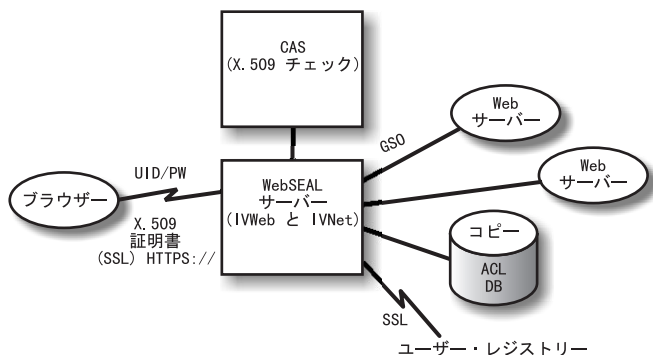 CAS
(X.509 チェック)
Web
サーバー
GSO
UID/PW
WebSEAL
サーバー
(IVWeb と IVNet)
Web
サーバー
ブラウザー
X.509
証明書
(SSL) HTTPS://
コピー
ACL
DB
SSL
ユーザー・レジストリー